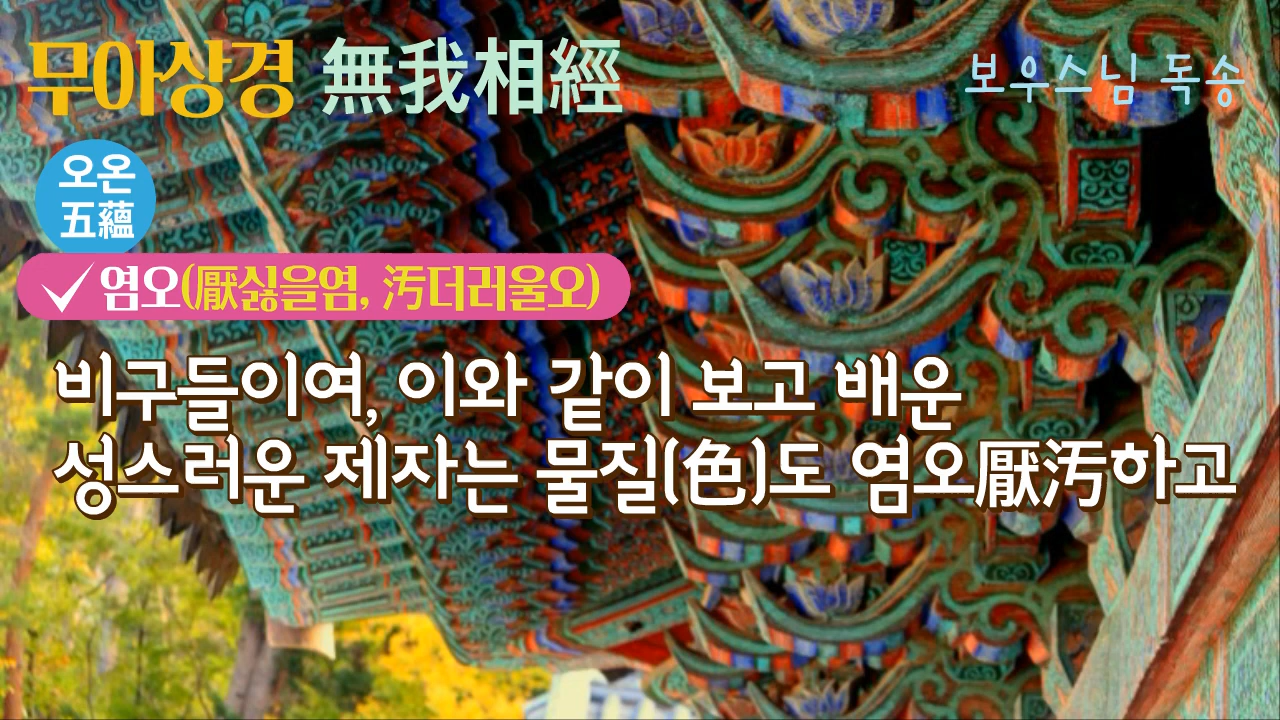 무아상경 無我相經
보우스님 독송
오온
五蘊
염오(厭싫을염, 汚더러울오)
비구들이여, 이와 같이 보고 배운
성스러운 제자는 물질(色)도 염오厭汚하고